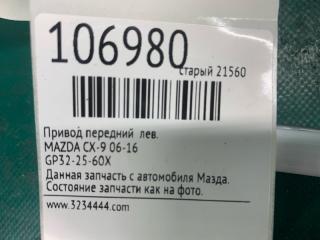 106980
старый 21560
Привод передний лев.
MAZDA CX-9 06-16
GP32-25-60X
Данная запчасть с автомобиля Мазда.
Состояние запчасти как на фото.
www.3234444.com